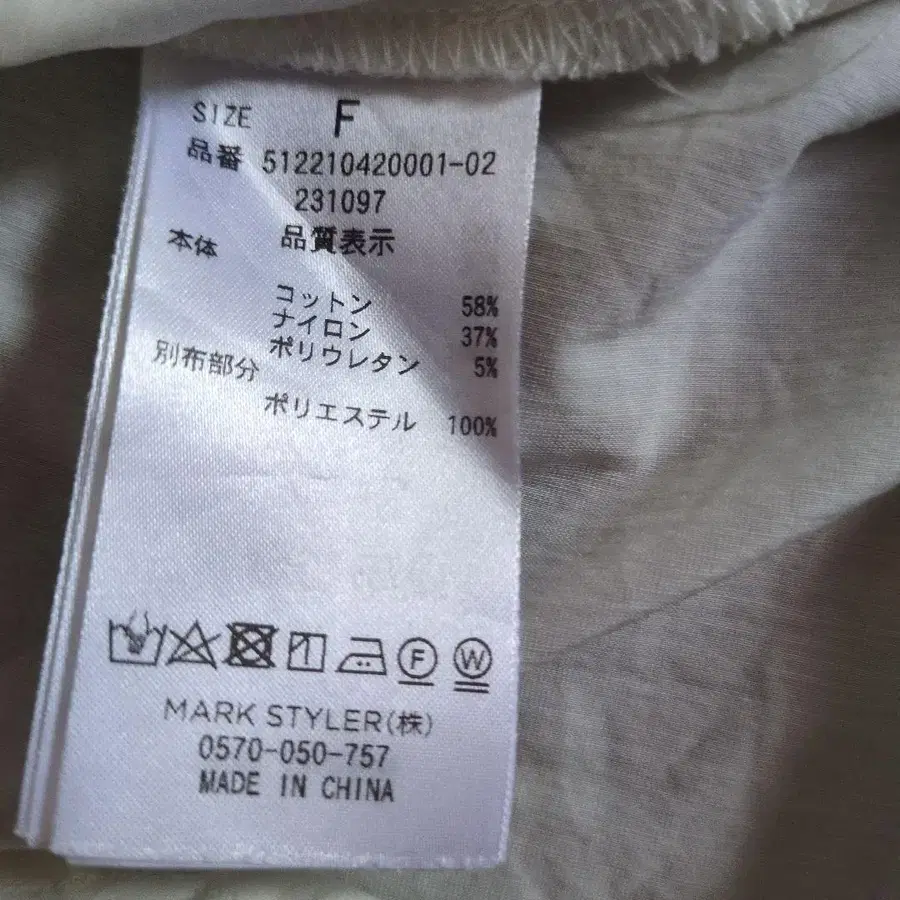 SIZE F
品番 512210420001-02
231097
本体 品質表示
コットン 58%
ナイロン 37%
ポリウレタン 5%
別布部分
ポリエステル 100%
F W
MARK STYLER(株)
0570-050-757
MADE IN CHINA